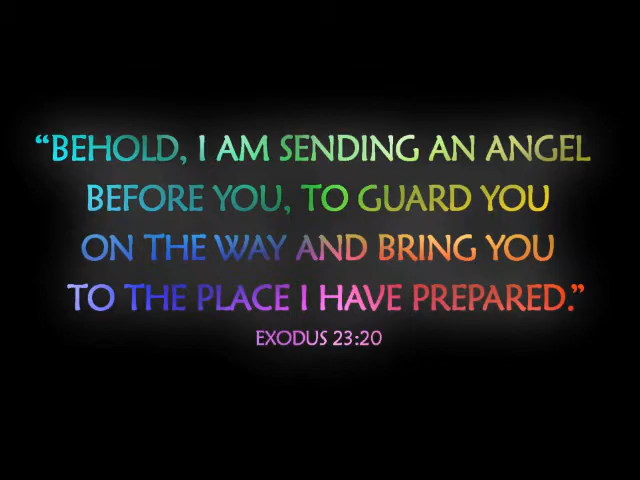 “BEHOLD, I AM SENDING AN ANGEL
BEFORE YOU, TO GUARD YOU
ON THE WAY AND BRING YOU
TO THE PLACE I HAVE PREPARED.”
EXODUS 23:20